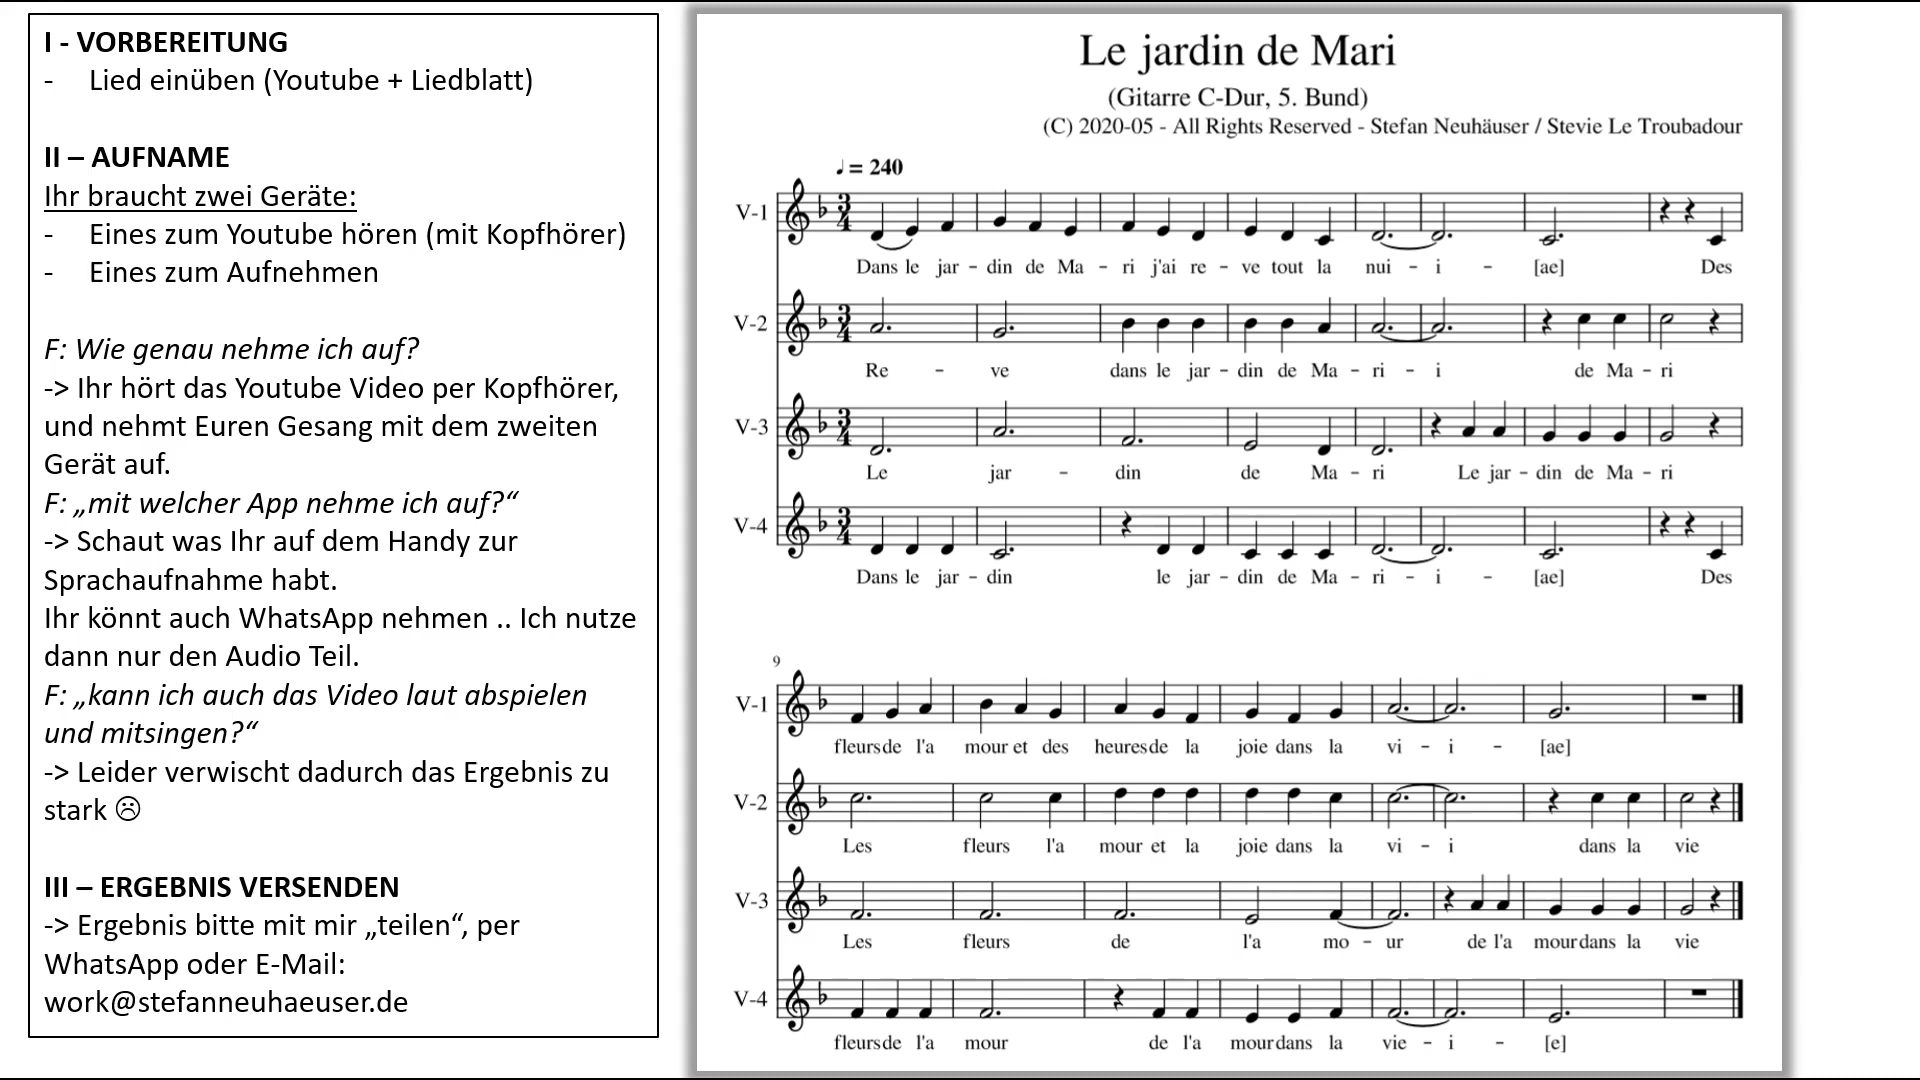 I - VORBEREITUNG
- Lied einüben (Youtube + Liedblatt)
II – AUFNAME
Ihr braucht zwei Geräte:
- Eines zum Youtube hören (mit Kopfhörer)
- Eines zum Aufnehmen
F: Wie genau nehme ich auf?
-> Ihr hört das Youtube Video per Kopfhörer,
und nehmt Euren Gesang mit dem zweiten
Gerät auf.
F: „mit welcher App nehme ich auf?“
-> Schaut was Ihr auf dem Handy zur
Sprachaufnahme habt.
Ihr könnt auch WhatsApp nehmen .. Ich nutze
dann nur den Audio Teil.
F: „kann ich auch das Video laut abspielen
und mitsingen?“
-> Leider verwischt dadurch das Ergebnis zu
stark ☹
III – ERGEBNIS VERSENDEN
-> Ergebnis bitte mit mir „teilen“, per
WhatsApp oder E-Mail:
work@stefanneuhaeuser.de
Le jardin de Mari
(Gitarre C-Dur, 5. Bund)
(C) 2020-05 - All Rights Reserved - Stefan Neuhäuser / Stevie Le Troubadour
♩ = 240
V-1
3 4
Dans le jar - din de Ma - ri j'ai re - ve tout la nui - i - [ae] Des
V-2
3 4
Re - ve dans le jar - din de Ma - ri - i de Ma - ri
V-3
3 4
Le jar - din de Ma - ri Le jar - din de Ma - ri
V-4
3 4
Dans le jar - din le jar - din de Ma - ri - i - [ae] Des
9
V-1
fleurs de l'a mour et des heures de la joie dans la vi - i - [ae]
V-2
Les fleurs l'a mour et la joie dans la vi - i dans la vie
V-3
Les fleurs de l'a mo - ur de l'a mour dans la vie
V-4
fleurs de l'a mour de l'a mour dans la vie - i - [e]